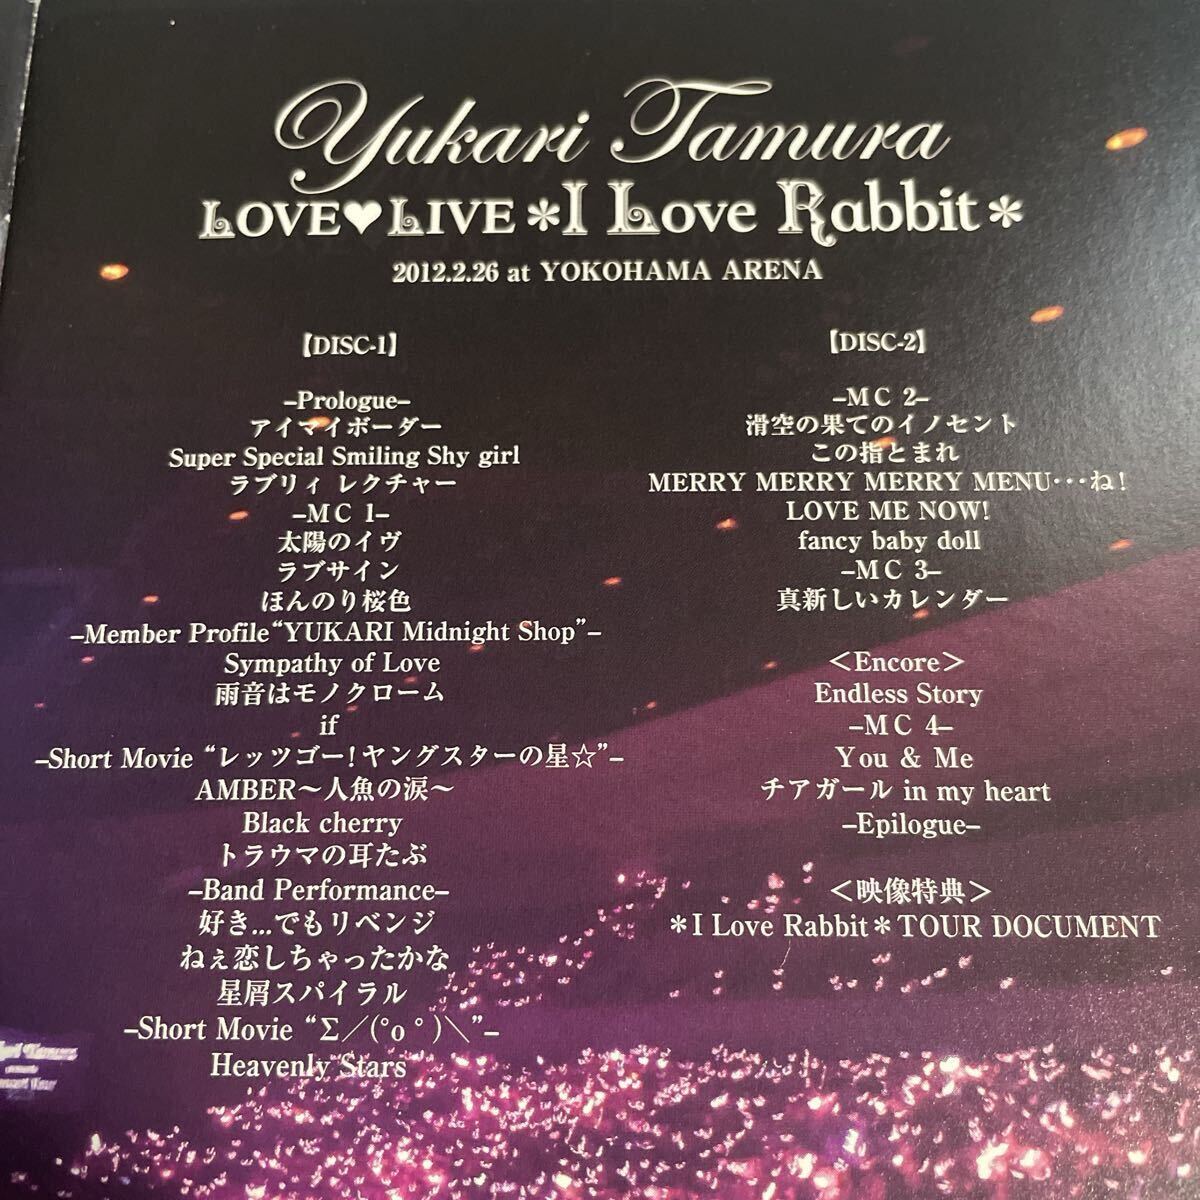 Yukari Tamura
LOVE♥LIVE *I Love Rabbit*
2012.2.26 at YOKOHAMA ARENA
【DISC-1】
–Prologue–
アイマイボーダー
Super Special Smiling Shy girl
ラブリィ レクチャー
–MC 1–
太陽のイヴ
ラブサイン
ほんのり桜色
–Member Profile“YUKARI Midnight Shop”–
Sympathy of Love
雨音はモノクローム
if
–Short Movie “レッツゴー!ヤングスターの星☆”–
AMBER～人魚の涙～
Black cherry
トラウマの耳たぶ
–Band Performance–
好き...でもリベンジ
ねぇ恋しちゃったかな
星屑スパイラル
–Short Movie “Σ／(°o °)＼”–
Heavenly Stars
【DISC-2】
–MC 2–
滑空の果てのイノセント
この指とまれ
MERRY MERRY MERRY MENU…ね!
LOVE ME NOW!
fancy baby doll
–MC 3–
真新しいカレンダー
＜Encore＞
Endless Story
–MC 4–
You & Me
チアガール in my heart
–Epilogue–
＜映像特典＞
*I Love Rabbit*TOUR DOCUMENT